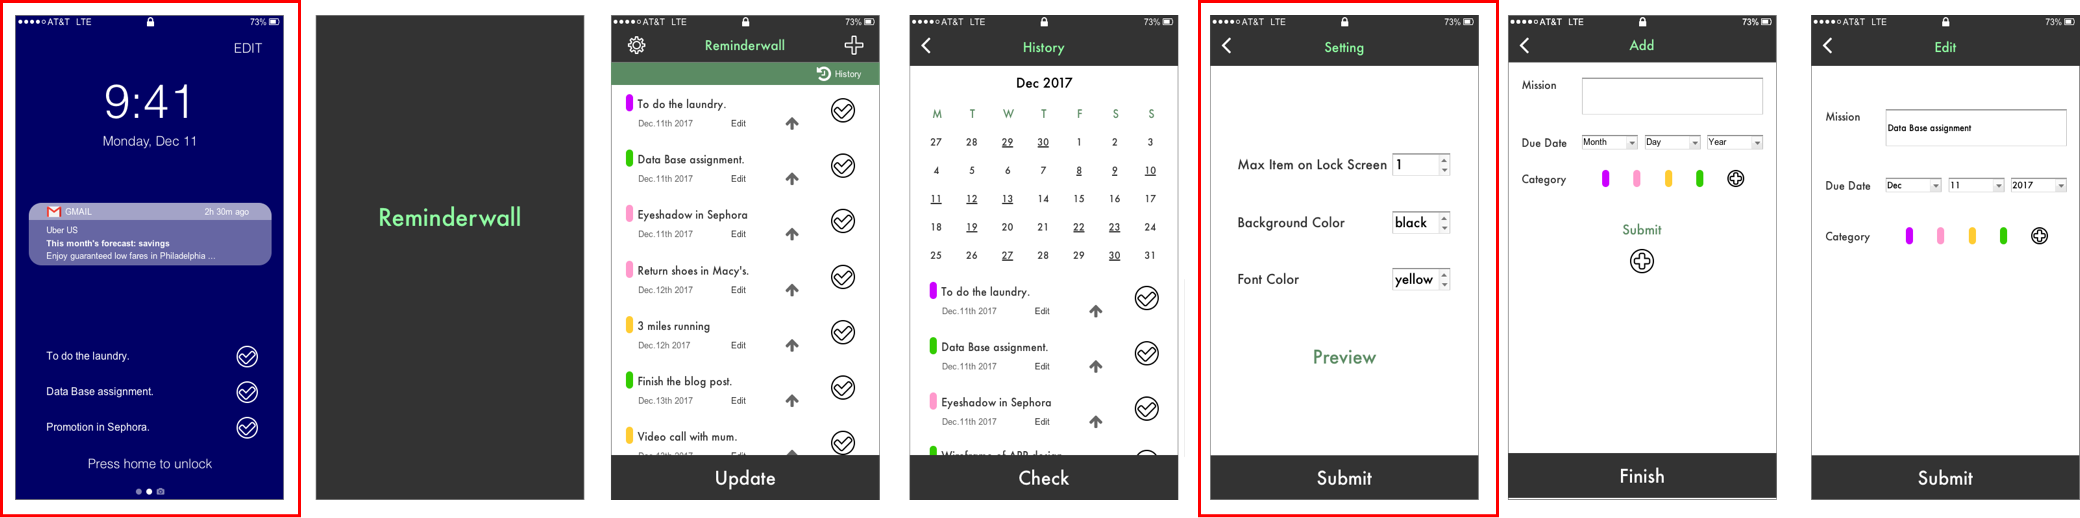 AT&T LTE 73%
EDIT
9:41
Monday, Dec 11
GMAIL 2h 30m ago
Uber US
This month's forecast: savings
Enjoy guaranteed low fares in Philadelphia ...
To do the laundry.
Data Base assignment.
Promotion in Sephora.
Press home to unlock
Reminderwall
AT&T LTE 73%
Reminderwall
History
To do the laundry.
Dec.11th 2017 Edit
Data Base assignment.
Dec.11th 2017 Edit
Eyeshadow in Sephora
Dec.11th 2017 Edit
Return shoes in Macy's.
Dec.12th 2017 Edit
3 miles running
Dec.12h 2017 Edit
Finish the blog post.
Dec.13th 2017 Edit
Video call with mum.
Update
AT&T LTE 73%
History
Dec 2017
M T W T F S S
27 28 29 30 1 2 3
4 5 6 7 8 9 10
11 12 13 14 15 16 17
18 19 20 21 22 23 24
25 26 27 28 29 30 31
To do the laundry.
Dec.11th 2017 Edit
Data Base assignment.
Dec.11th 2017 Edit
Eyeshadow in Sephora
Dec.11th 2017 Edit
Check
AT&T LTE 73%
Setting
Max Item on Lock Screen 1
Background Color black
Font Color yellow
Preview
Submit
AT&T LTE 73%
Add
Mission
Due Date Month Day Year
Category
Submit
Finish
AT&T LTE 73%
Edit
Mission Data Base assignment
Due Date Dec 11 2017
Category
Submit